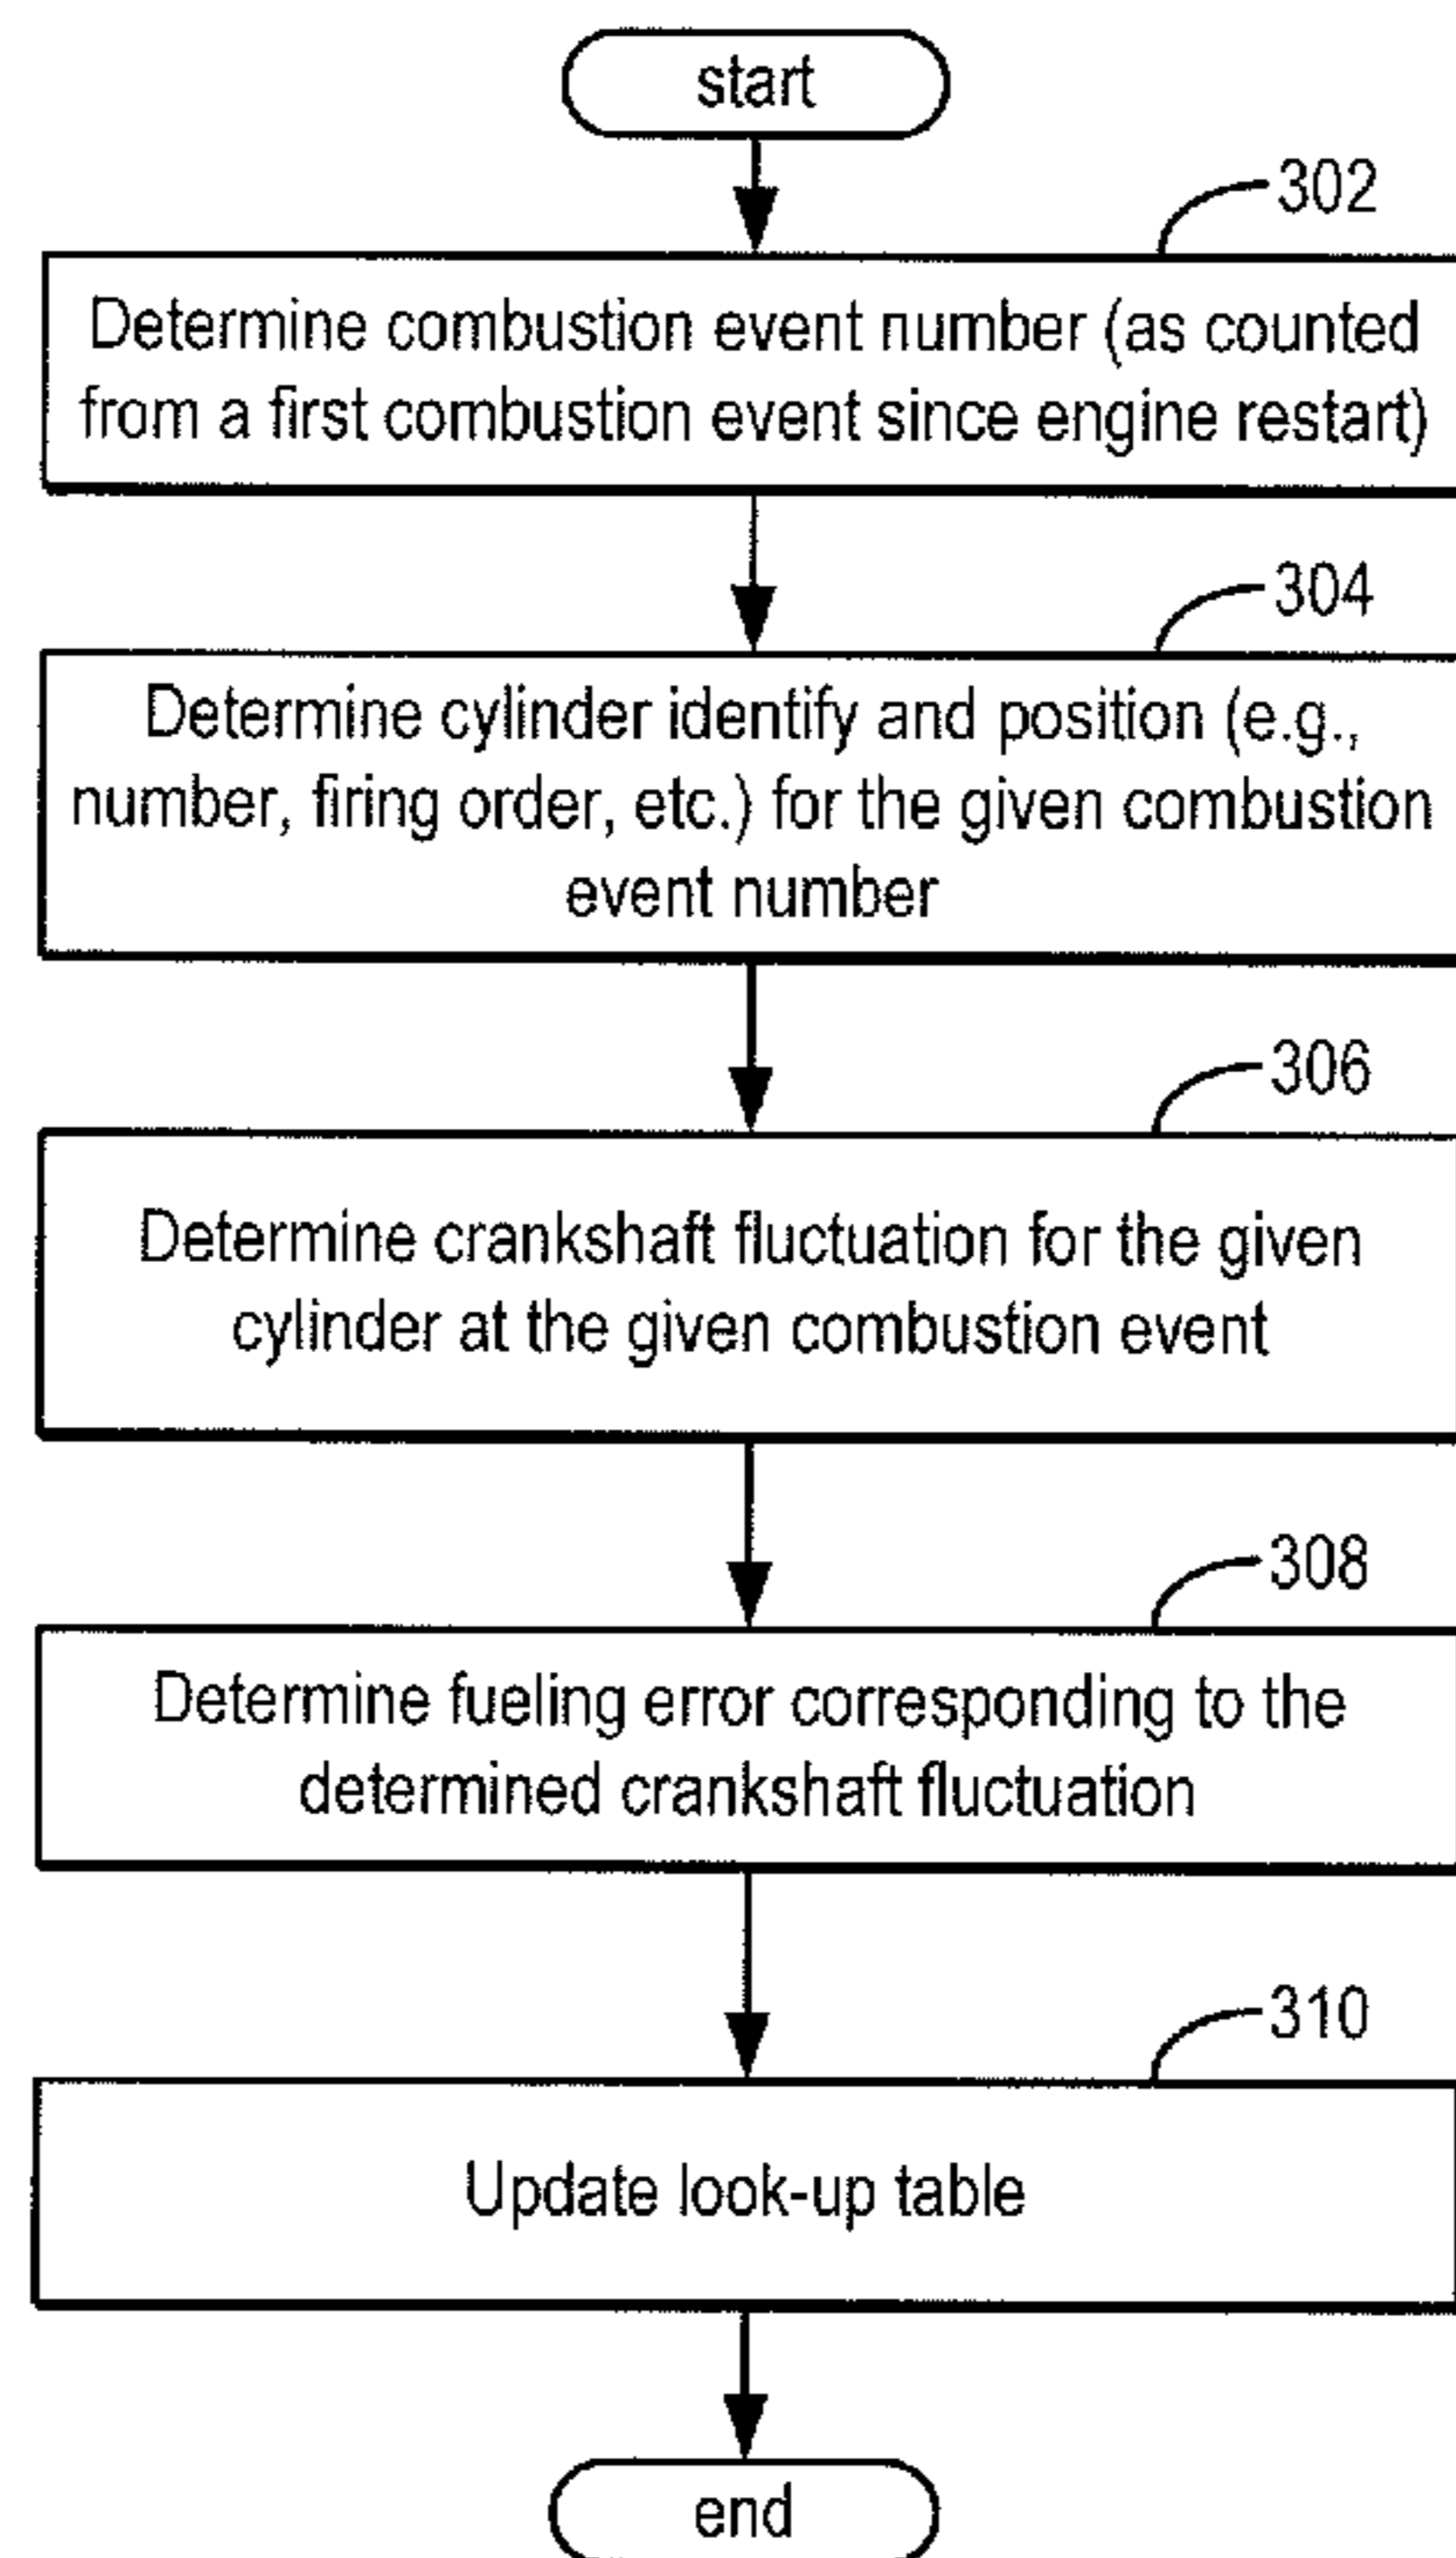 start
302
Determine combustion event number (as counted
from a first combustion event since engine restart)
304
Determine cylinder identify and position (e.g.,
number, firing order, etc.) for the given combustion
event number
306
Determine crankshaft fluctuation for the given
cylinder at the given combustion event
308
Determine fueling error corresponding to the
determined crankshaft fluctuation
310
Update look-up table
end